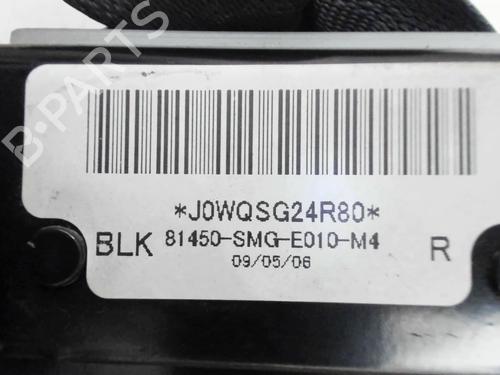 B-PARTS
*J0WQSG24R80*
BLK 81450-SMG-E010-M4 R
09/05/06